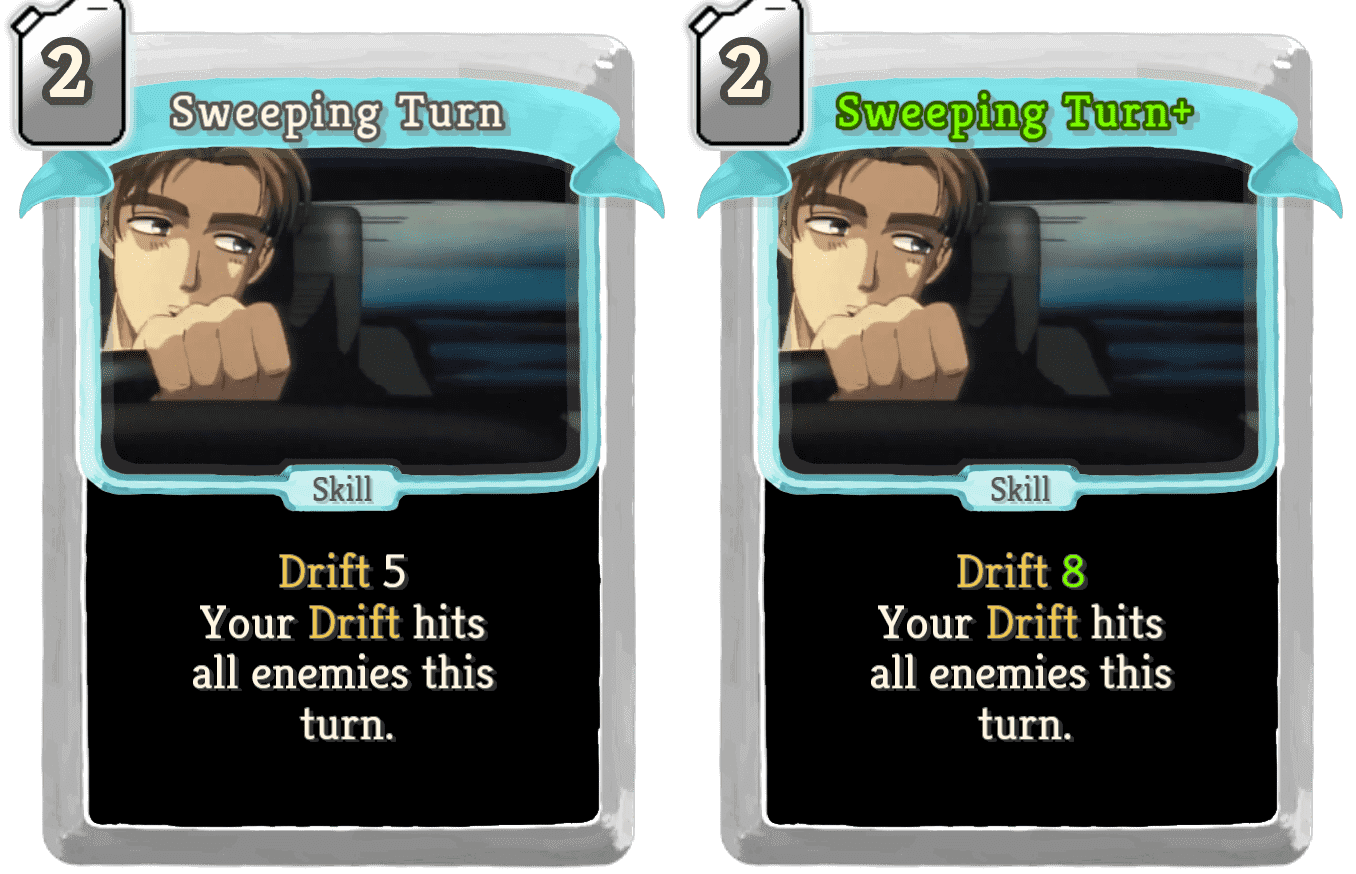 2
Sweeping Turn
Skill
Drift 5
Your Drift hits
all enemies this
turn.
2
Sweeping Turn+
Skill
Drift 8
Your Drift hits
all enemies this
turn.